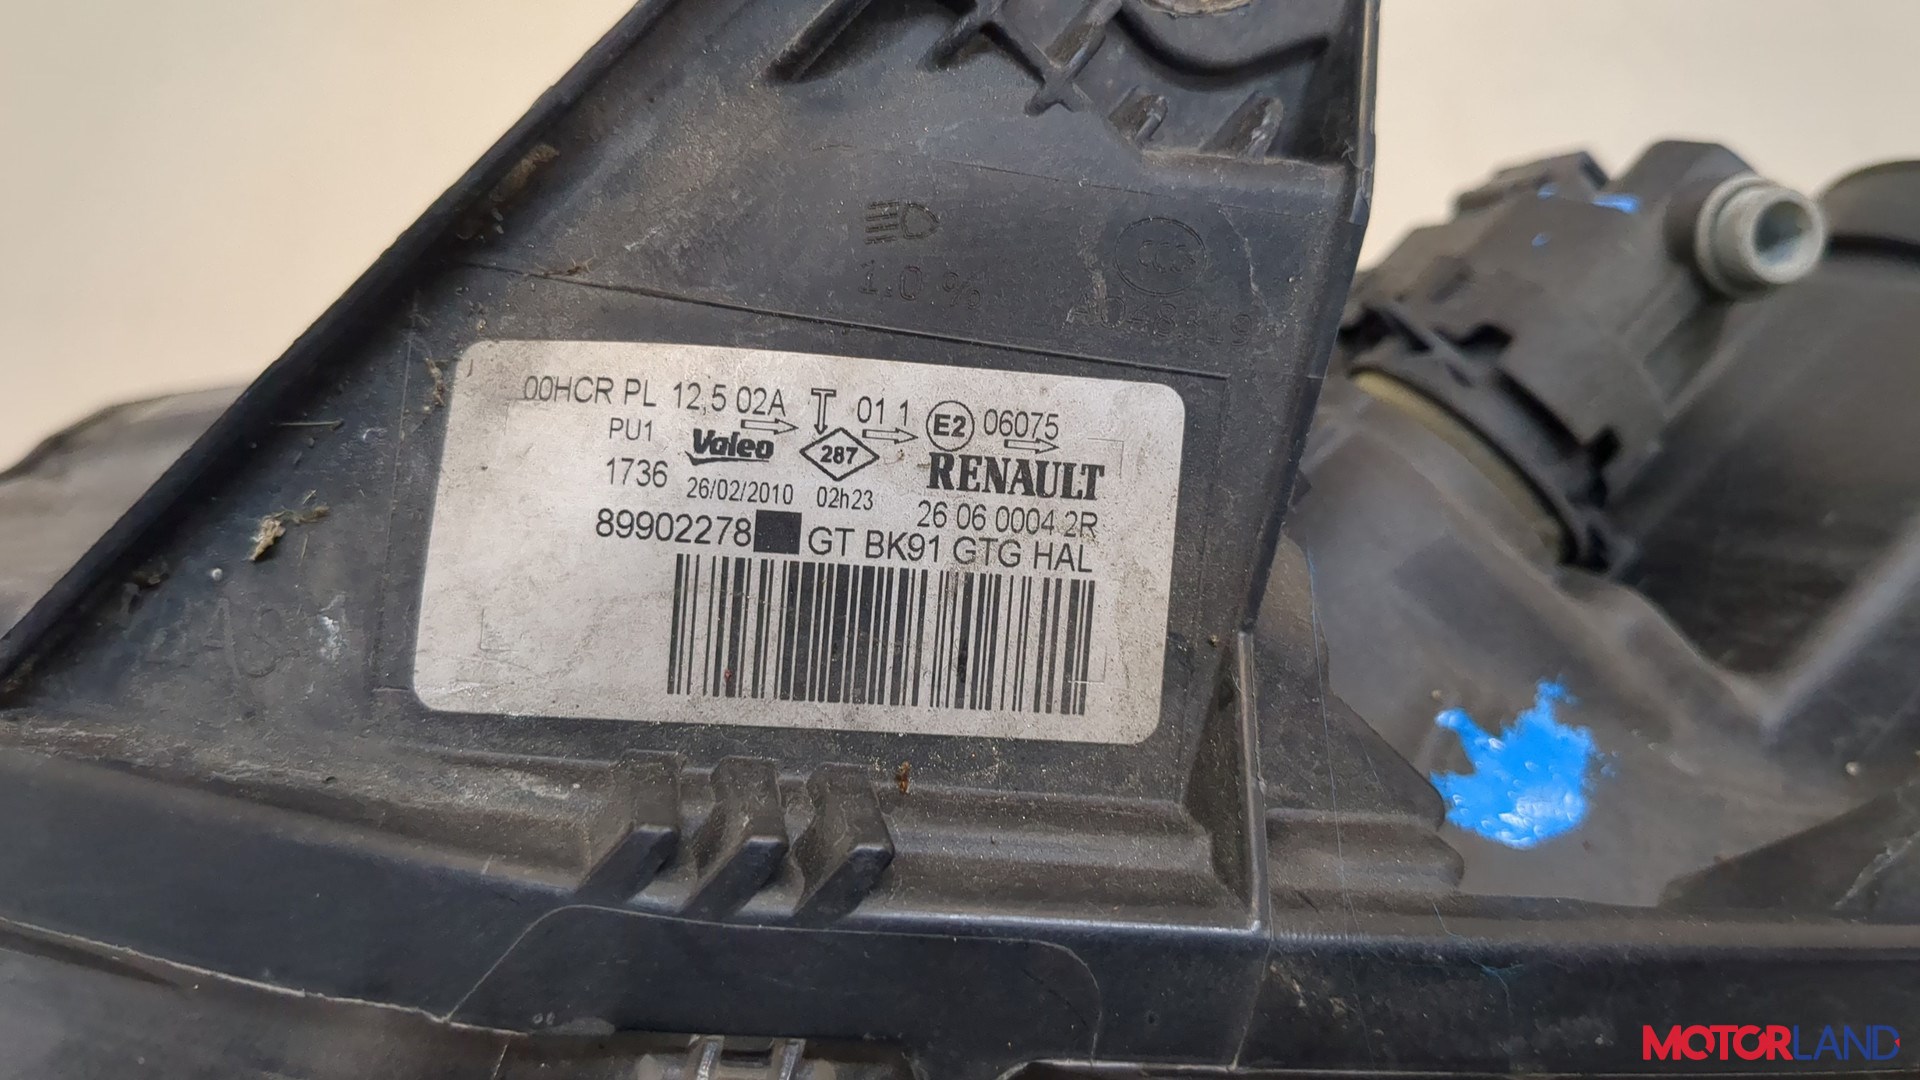 1.0 %
CCC
00HCR PL 12,5 02A 01 1 E2 06075
PU1 Valeo 287 RENAULT
1736 26/02/2010 02h23 26 06 0004 2R
89902278 GT BK91 GTG HAL
MOTORLAND